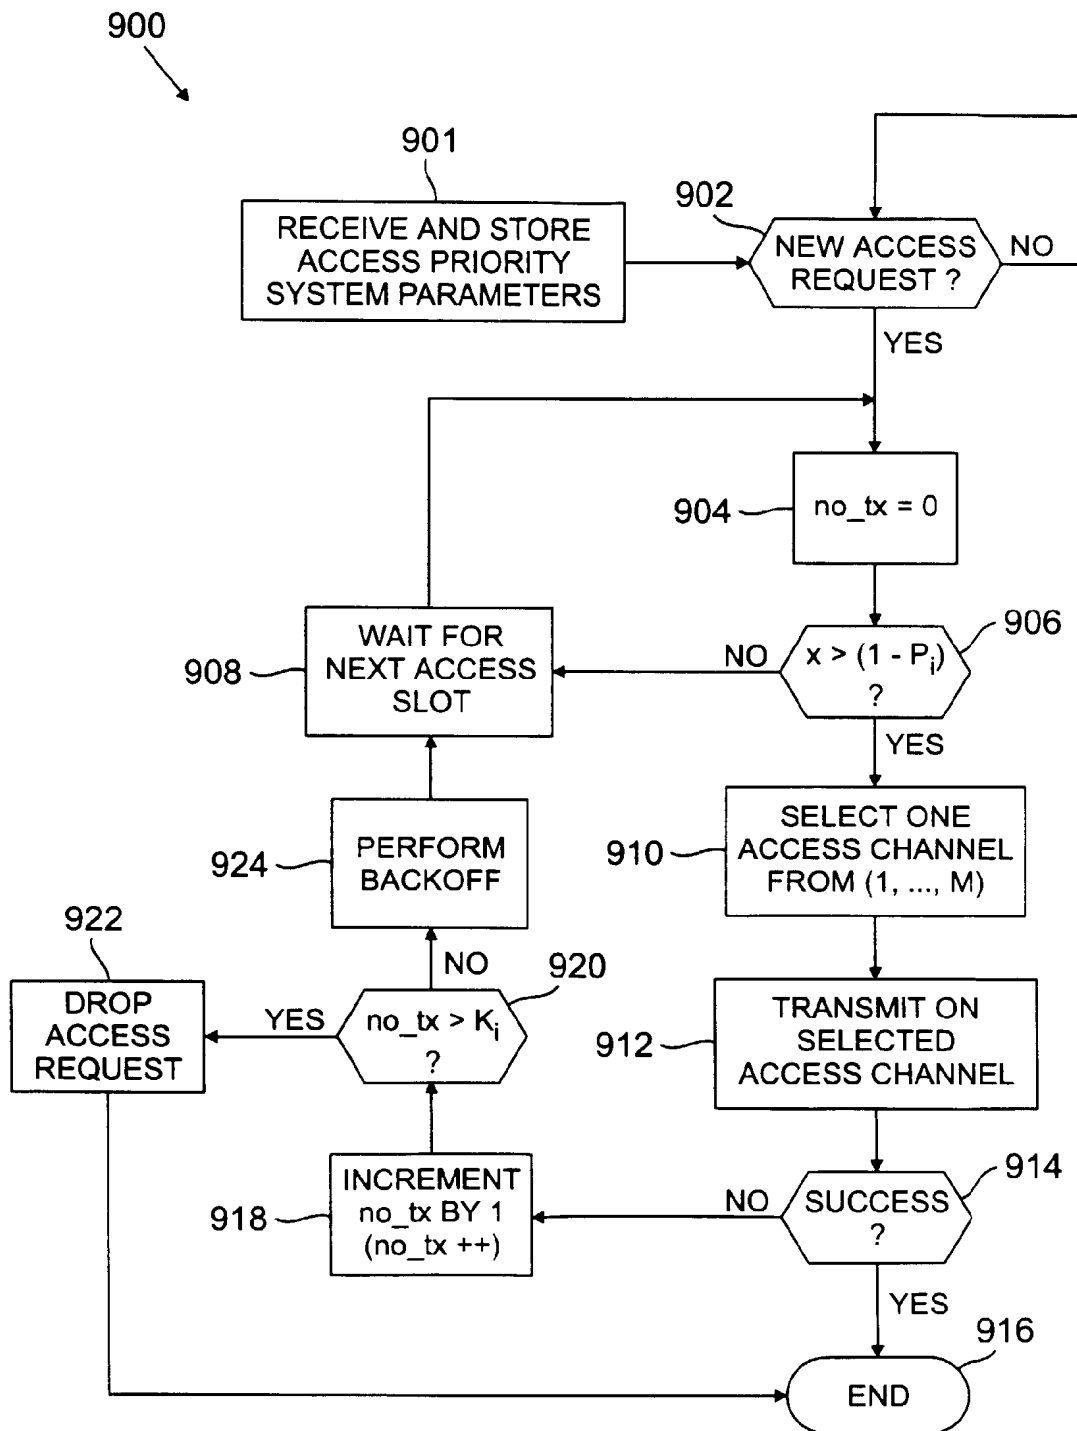 900
901
RECEIVE AND STORE
ACCESS PRIORITY
SYSTEM PARAMETERS
902
NEW ACCESS
REQUEST ?
NO
YES
904
no_tx = 0
906
x > (1 - Pi)
?
NO
YES
908
WAIT FOR
NEXT ACCESS
SLOT
910
SELECT ONE
ACCESS CHANNEL
FROM (1, ..., M)
924
PERFORM
BACKOFF
912
TRANSMIT ON
SELECTED
ACCESS CHANNEL
922
DROP
ACCESS
REQUEST
YES
NO
920
no_tx > Ki
?
918
INCREMENT
no_tx BY 1
(no_tx ++)
NO
914
SUCCESS
?
YES
916
END